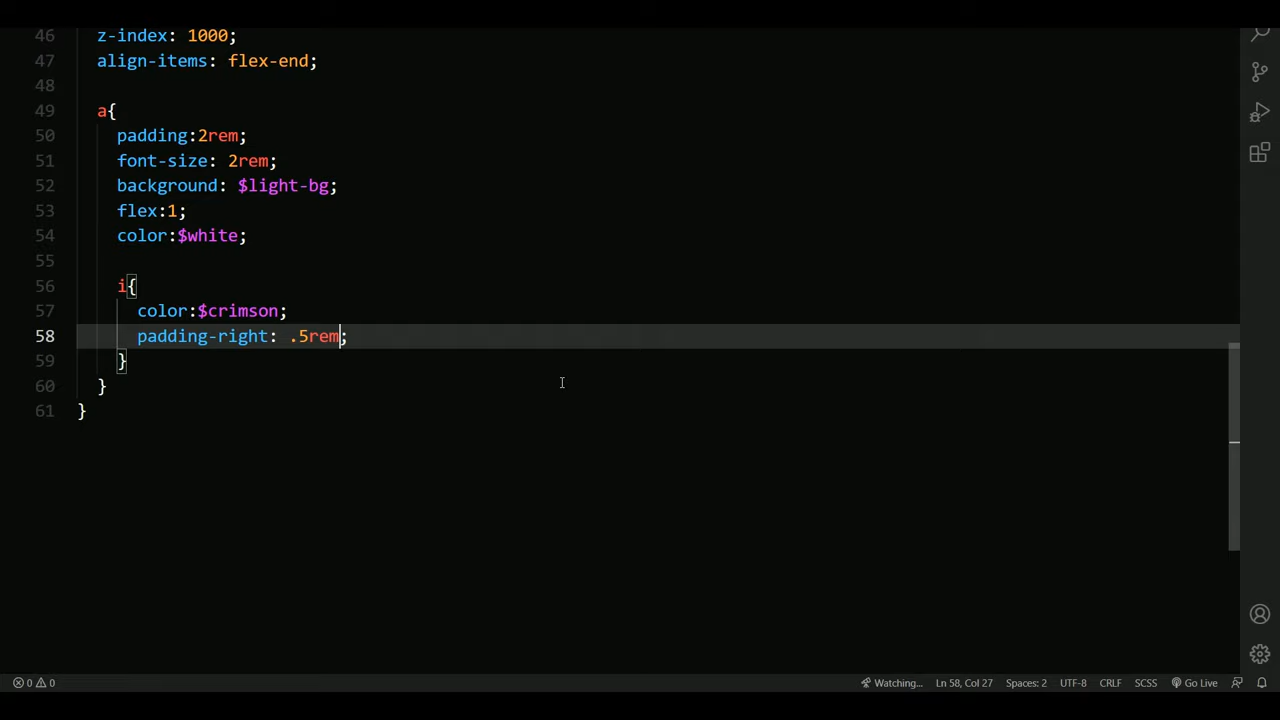 46 z-index: 1000;
47 align-items: flex-end;
48
49 a{
50 padding:2rem;
51 font-size: 2rem;
52 background: $light-bg;
53 flex:1;
54 color:$white;
55
56 i{
57 color:$crimson;
58 padding-right: .5rem;
59 }
60 }
61 }
0 0 Watching... Ln 58, Col 27 Spaces: 2 UTF-8 CRLF SCSS Go Live